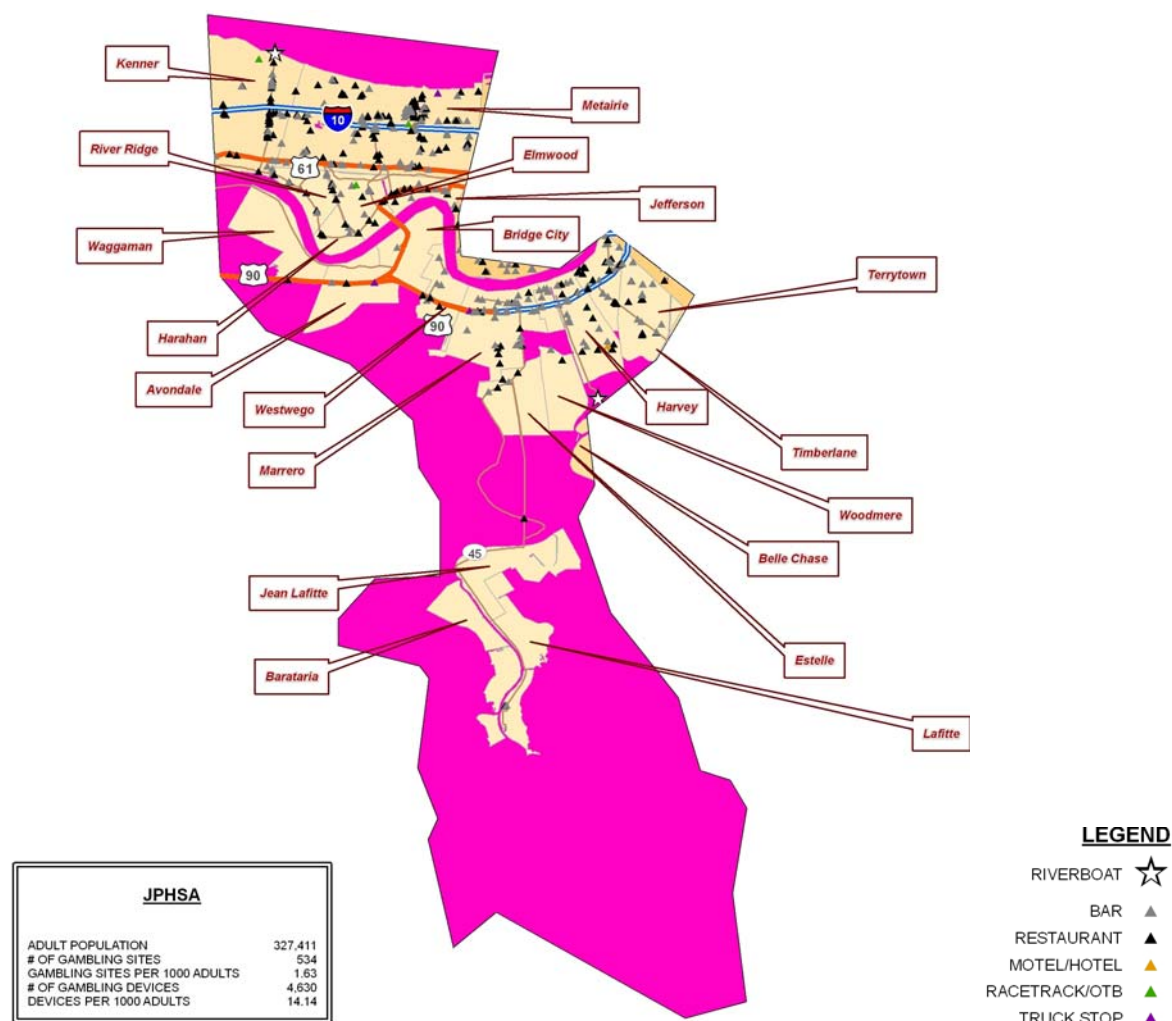 Kenner
Metairie
10
River Ridge
61
Elmwood
Jefferson
Waggaman
Bridge City
90
Terrytown
90
Harahan
Avondale
Westwego
Harvey
Marrero
Timberlane
Woodmere
Belle Chase
45
Jean Lafitte
Estelle
Barataria
Lafitte
JPHSA
ADULT POPULATION 327,411
# OF GAMBLING SITES 534
GAMBLING SITES PER 1000 ADULTS 1.63
# OF GAMBLING DEVICES 4,630
DEVICES PER 1000 ADULTS 14.14
LEGEND
RIVERBOAT
BAR
RESTAURANT
MOTEL/HOTEL
RACETRACK/OTB
TRUCK STOP